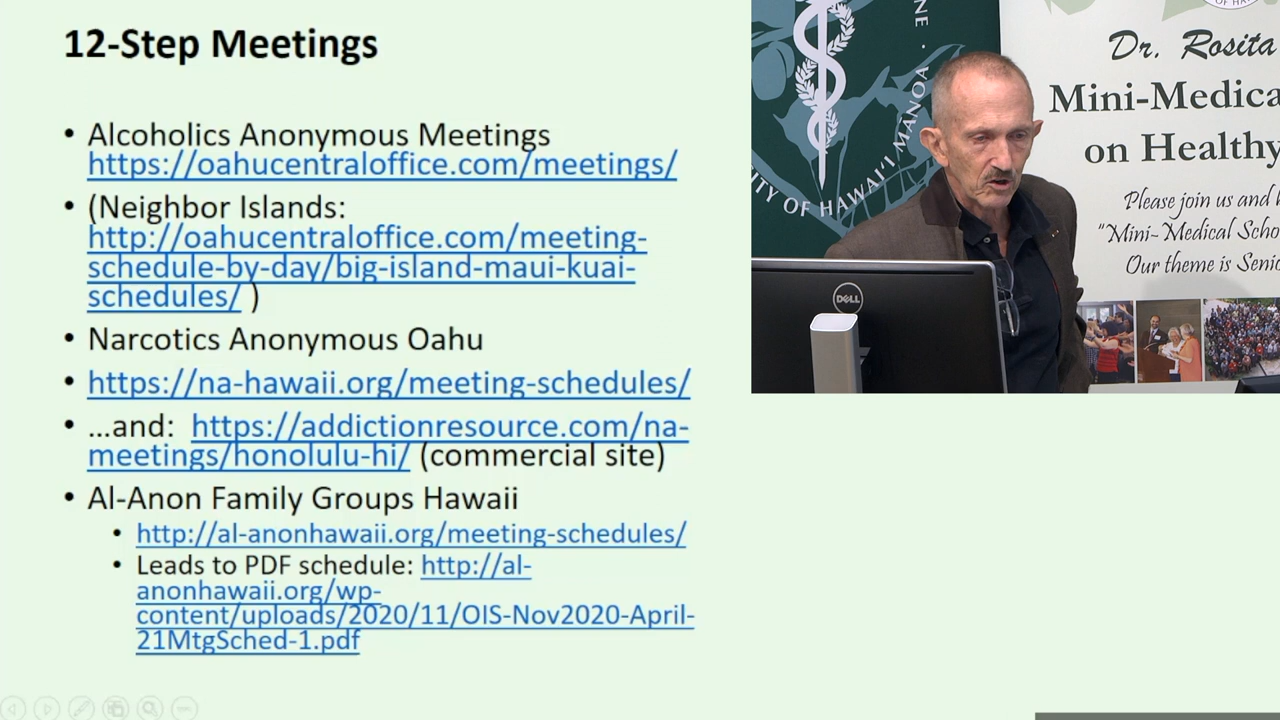 12-Step Meetings
• Alcoholics Anonymous Meetings
https://oahucentraloffice.com/meetings/
• (Neighbor Islands:
http://oahucentraloffice.com/meeting-
schedule-by-day/big-island-maui-kuai-
schedules/ )
• Narcotics Anonymous Oahu
• https://na-hawaii.org/meeting-schedules/
• …and: https://addictionresource.com/na-
meetings/honolulu-hi/ (commercial site)
• Al-Anon Family Groups Hawaii
• http://al-anonhawaii.org/meeting-schedules/
• Leads to PDF schedule: http://al-
anonhawaii.org/wp-
content/uploads/2020/11/OIS-Nov2020-April-
21MtgSched-1.pdf
ITY OF HAWAI'I MĀNOA · NE
DELL
OF HA
Dr. Rosita
Mini-Medica
on Healthy
Please join us and
"Mini-Medical Scho
Our theme is Senio